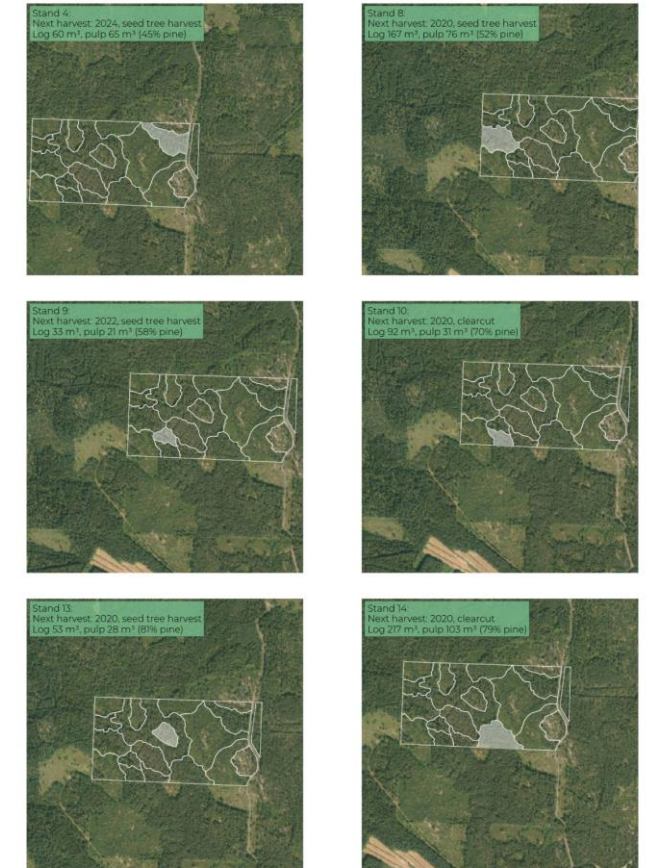 Stand 4:
Next harvest: 2024, seed tree harvest
Log 60 m³, pulp 65 m³ (45% pine)
Stand 8:
Next harvest: 2020, seed tree harvest
Log 167 m³, pulp 76 m³ (52% pine)
Stand 9:
Next harvest: 2022, seed tree harvest
Log 33 m³, pulp 21 m³ (58% pine)
Stand 10:
Next harvest: 2020, clearcut
Log 92 m³, pulp 31 m³ (70% pine)
Stand 13:
Next harvest: 2020, seed tree harvest
Log 53 m³, pulp 28 m³ (81% pine)
Stand 14:
Next harvest: 2020, clearcut
Log 217 m³, pulp 103 m³ (79% pine)